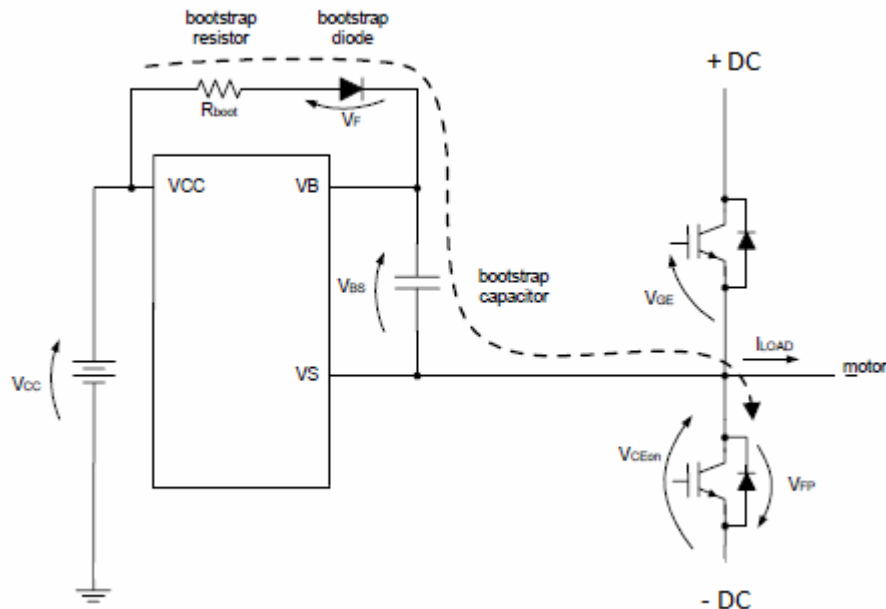 bootstrap
resistor
bootstrap
diode
+ DC
Rboot
VF
VCC
VB
VBS
bootstrap
capacitor
VGE
ILOAD
motor
VCC
VS
VCEon
VFP
- DC